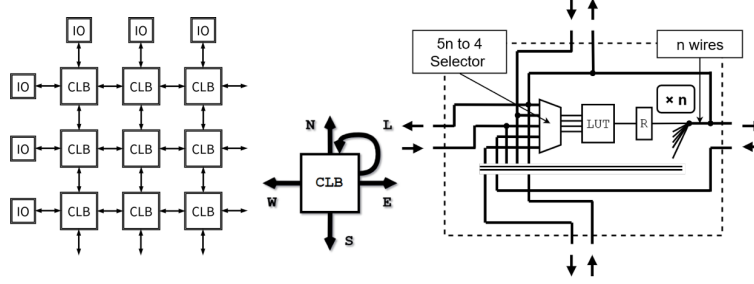 IO IO IO
IO CLB CLB CLB
IO CLB CLB CLB
IO CLB CLB CLB
N L
CLB
W E
S
5n to 4
Selector
n wires
× n
LUT R